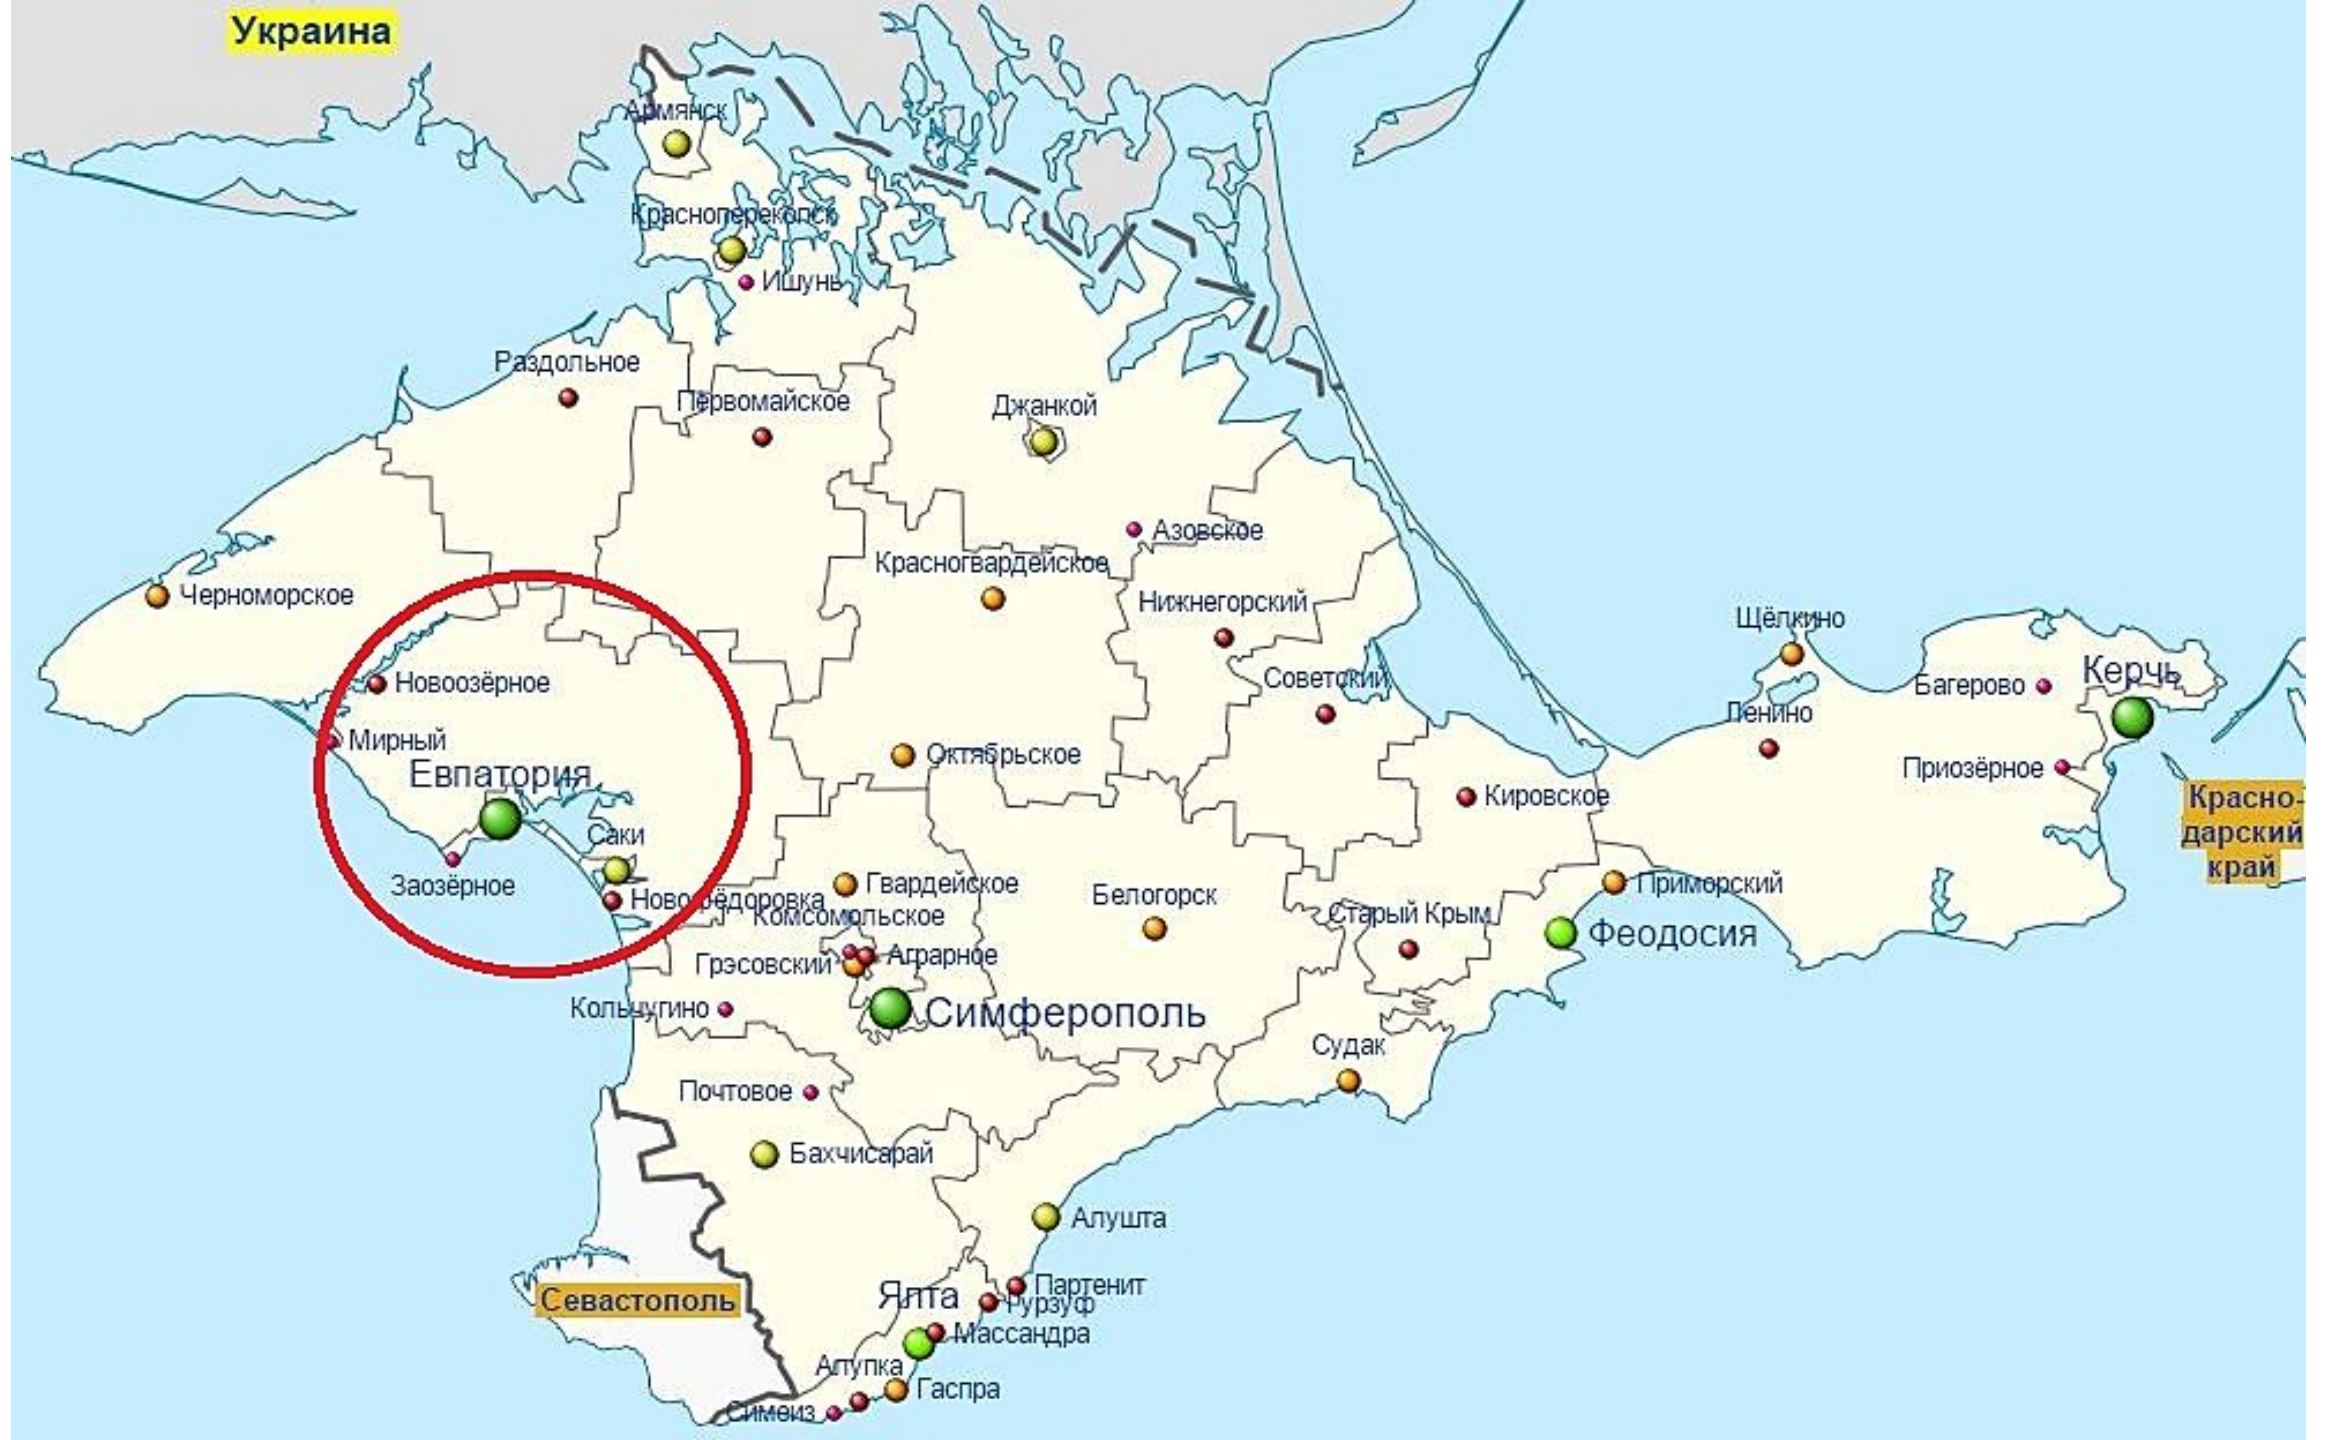 Украина
Армянск
Красноперекопск
Ишунь
Раздольное
Первомайское
Джанкой
Азовское
Красногвардейское
Черноморское
Нижнегорский
Щёлкино
Новоозёрное
Советский
Багерово
Керчь
Ленино
Мирный
Евпатория
Октябрьское
Приозёрное
Кировское
Красно-
дарский
край
Саки
Заозёрное
Новофёдоровка
Гвардейское
Комсомольское
Белогорск
Приморский
Старый Крым
Феодосия
Грэсовский
Аграрное
Кольчугино
Симферополь
Судак
Почтовое
Бахчисарай
Алушта
Партенит
Севастополь
Ялта
Гурзуф
Массандра
Алупка
Гаспра
Симеиз